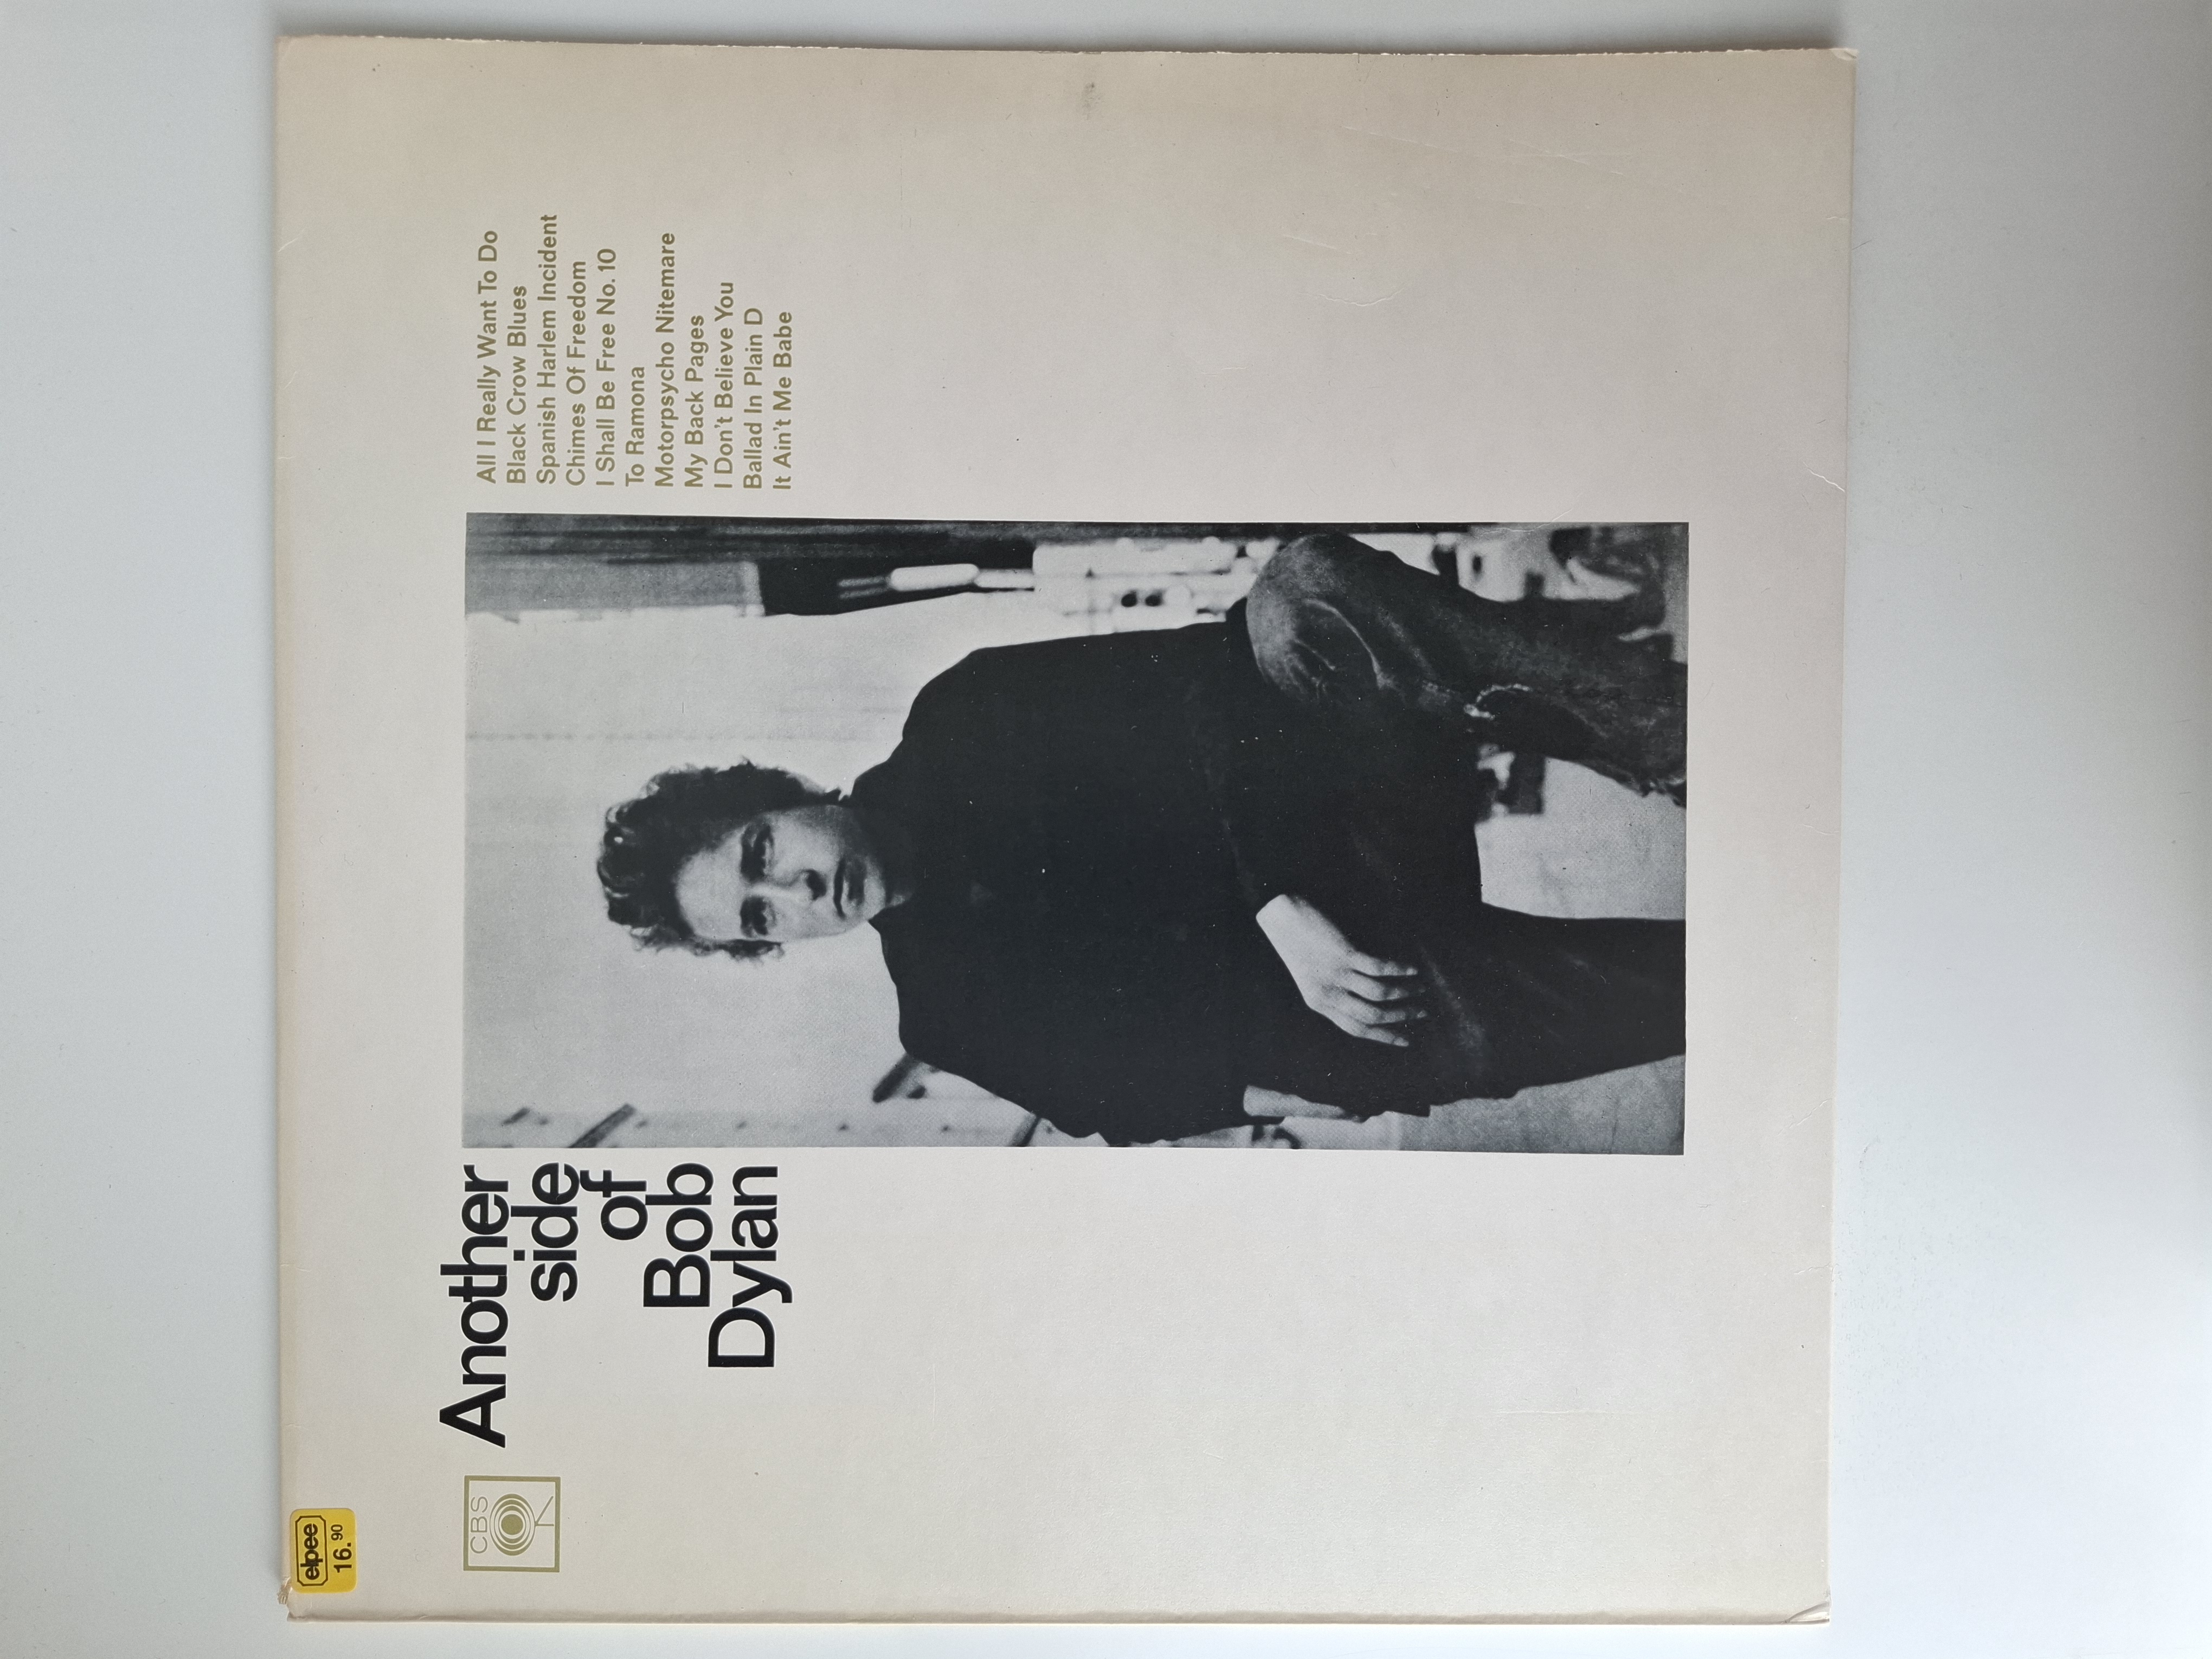 elpee
16.90
CBS
Another
side
of
Bob
Dylan
All I Really Want To Do
Black Crow Blues
Spanish Harlem Incident
Chimes Of Freedom
I Shall Be Free No. 10
To Ramona
Motorpsycho Nitemare
My Back Pages
I Don't Believe You
Ballad In Plain D
It Ain't Me Babe